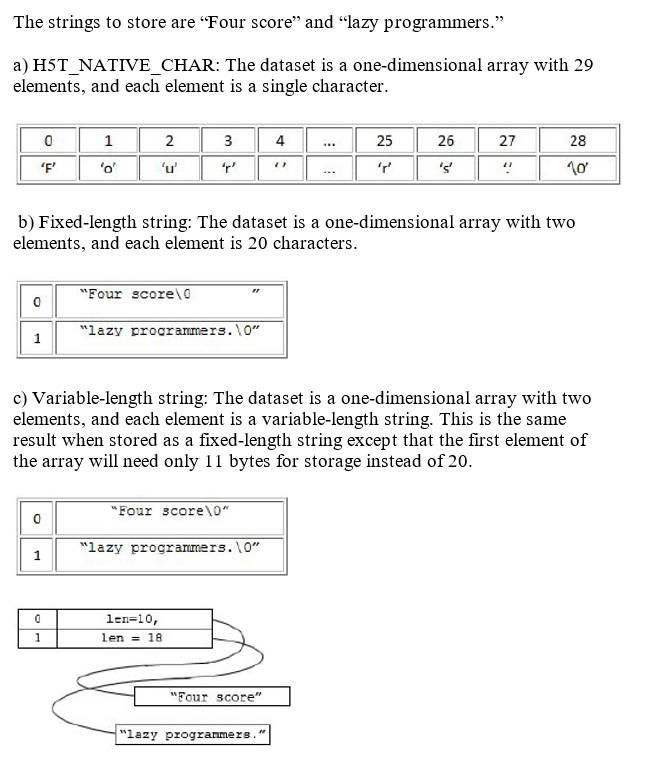 The strings to store are “Four score” and “lazy programmers.”
a) H5T_NATIVE_CHAR: The dataset is a one-dimensional array with 29
elements, and each element is a single character.
0 1 2 3 4 ... 25 26 27 28
‘F’ ‘o’ ‘u’ ‘r’ ‘ ’ ... ‘r’ ‘s’ ‘.’ ‘\0’
b) Fixed-length string: The dataset is a one-dimensional array with two
elements, and each element is 20 characters.
0 "Four score\0 "
1 "lazy programmers.\0"
c) Variable-length string: The dataset is a one-dimensional array with two
elements, and each element is a variable-length string. This is the same
result when stored as a fixed-length string except that the first element of
the array will need only 11 bytes for storage instead of 20.
0 "Four score\0"
1 "lazy programmers.\0"
0 len=10,
1 len = 18
"Four score"
"lazy programmers."